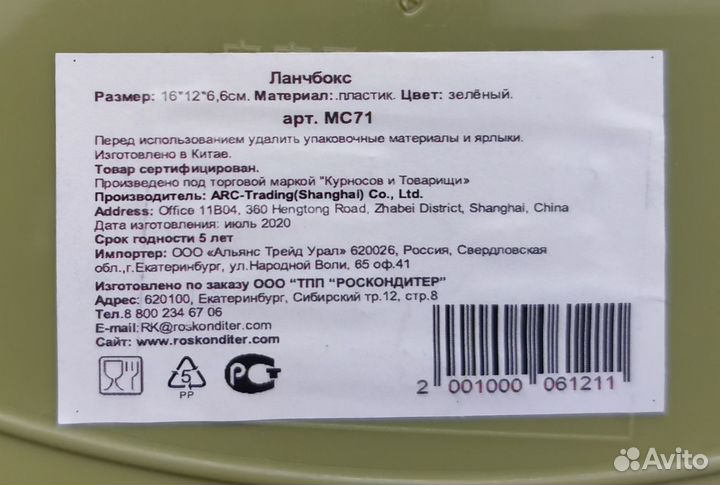 Ланчбокс
Размер: 16*12*6,6см. Материал:.пластик. Цвет: зелёный.
арт. МС71
Перед использованием удалить упаковочные материалы и ярлыки.
Изготовлено в Китае.
Товар сертифицирован.
Произведено под торговой маркой "Курносов и Товарищи»
Производитель: ARC-Trading(Shanghai) Co., Ltd.
Address: Office 11B04, 360 Hengtong Road, Zhabei District, Shanghai, China
Дата изготовления: июль 2020
Срок годности 5 лет
Импортер: ООО «Альянс Трейд Урал» 620026, Россия, Свердловская
обл.,г.Екатеринбург, ул.Народной Воли, 65 оф.41
Изготовлено по заказу ООО "ТПП "РОСКОНДИТЕР"
Адрес: 620100, Екатеринбург, Сибирский тр.12, стр.8
Тел.8 800 234 67 06
E-mail:RK@roskonditer.com
Сайт: www.roskonditer.com
5
PP
РСТ
2 001000 061211
Avito